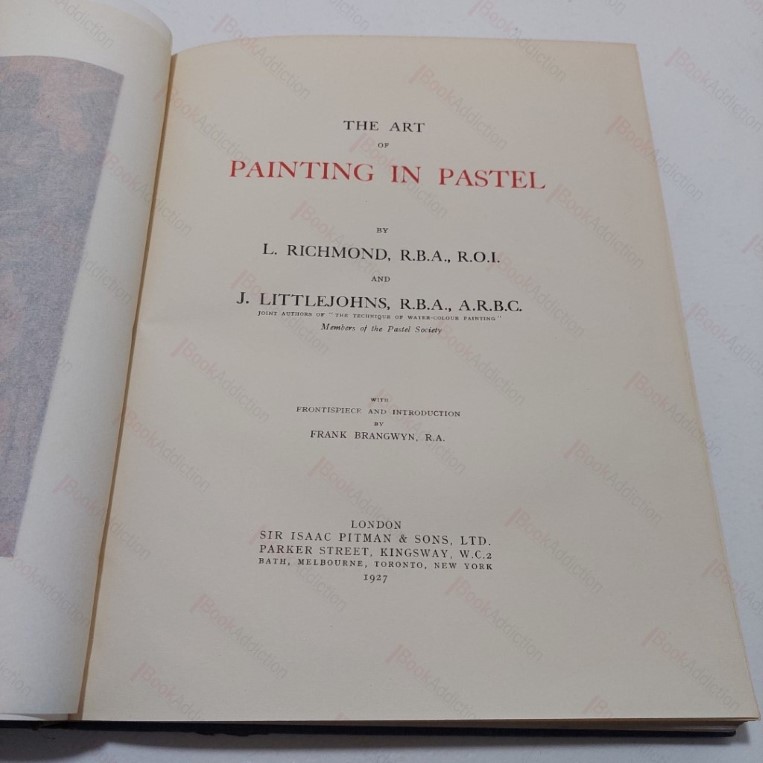 THE ART
OF
PAINTING IN PASTEL
BY
L. RICHMOND, R.B.A., R.O.I.
AND
J. LITTLEJOHNS, R.B.A., A.R.B.C.
JOINT AUTHORS OF "THE TECHNIQUE OF WATER-COLOUR PAINTING"
Members of the Pastel Society
WITH
FRONTISPIECE AND INTRODUCTION
BY
FRANK BRANGWYN, R.A.
LONDON
SIR ISAAC PITMAN & SONS, LTD.
PARKER STREET, KINGSWAY, W.C.2
BATH, MELBOURNE, TORONTO, NEW YORK
1927
BookAddiction